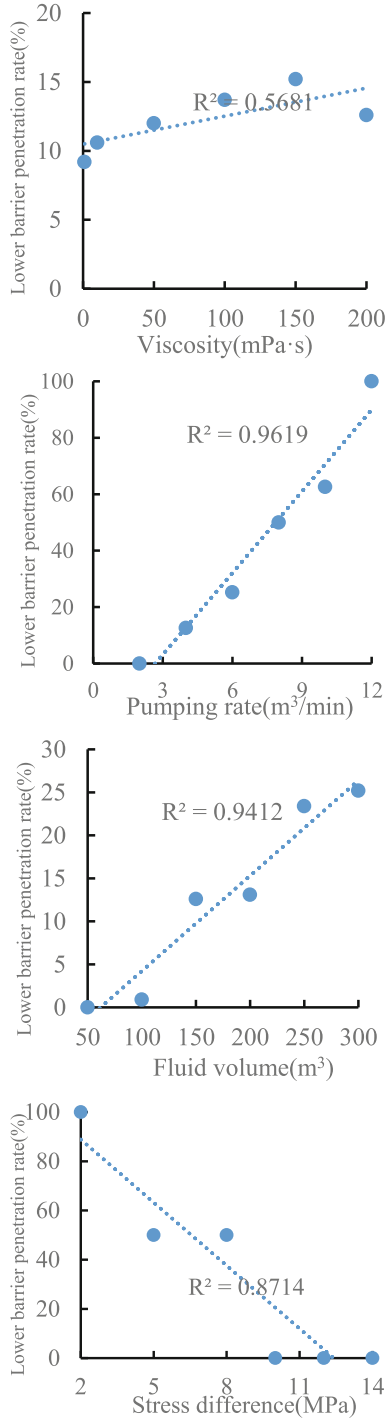 Lower barrier penetration rate(%)
20
15
10
5
0
R² = 0.5681
0 50 100 150 200
Viscosity(mPa·s)
Lower barrier penetration rate(%)
100
80
60
40
20
0
R² = 0.9619
0 3 6 9 12
Pumping rate(m³/min)
Lower barrier penetration rate(%)
30
25
20
15
10
5
0
R² = 0.9412
50 100 150 200 250 300
Fluid volume(m³)
Lower barrier penetration rate(%)
100
80
60
40
20
0
R² = 0.8714
2 5 8 11 14
Stress difference(MPa)